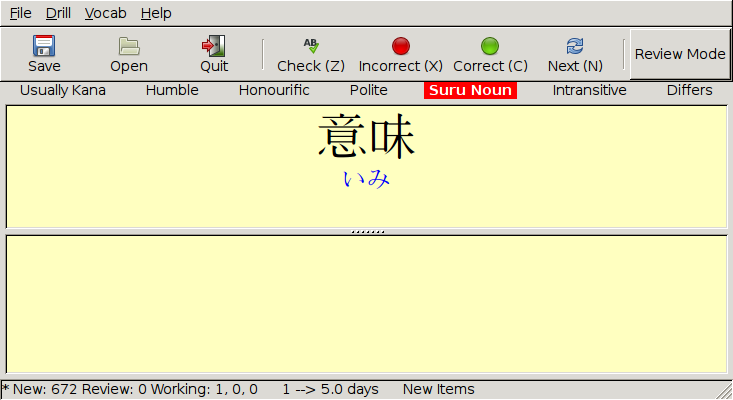 File Drill Vocab Help
Save Open Quit AB Check (Z) Incorrect (X) Correct (C) Next (N) Review Mode
Usually Kana Humble Honourific Polite Suru Noun Intransitive Differs
意味
いみ
* New: 672 Review: 0 Working: 1, 0, 0 1 --> 5.0 days New Items